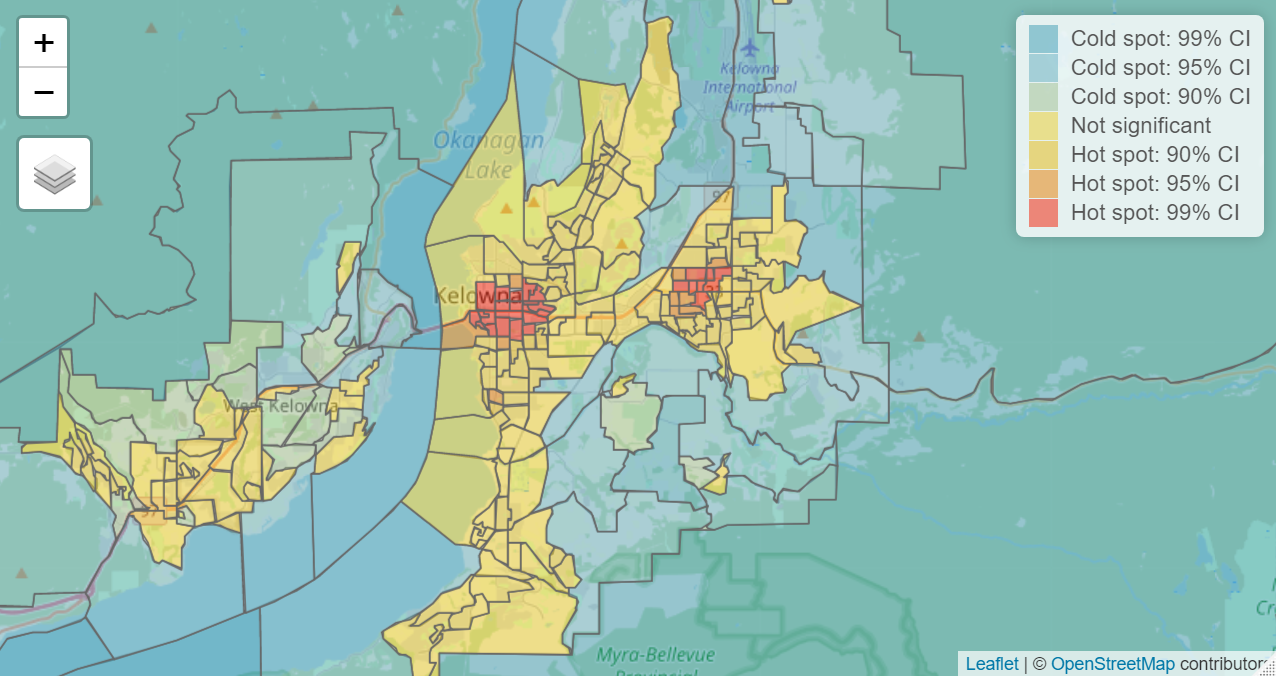 +
−
Okanagan
Lake
Kelowna
International
Airport
97
Kelowna
West Kelowna
97
Myra-Bellevue
Provincial
Cold spot: 99% CI
Cold spot: 95% CI
Cold spot: 90% CI
Not significant
Hot spot: 90% CI
Hot spot: 95% CI
Hot spot: 99% CI
Leaflet | © OpenStreetMap contributors